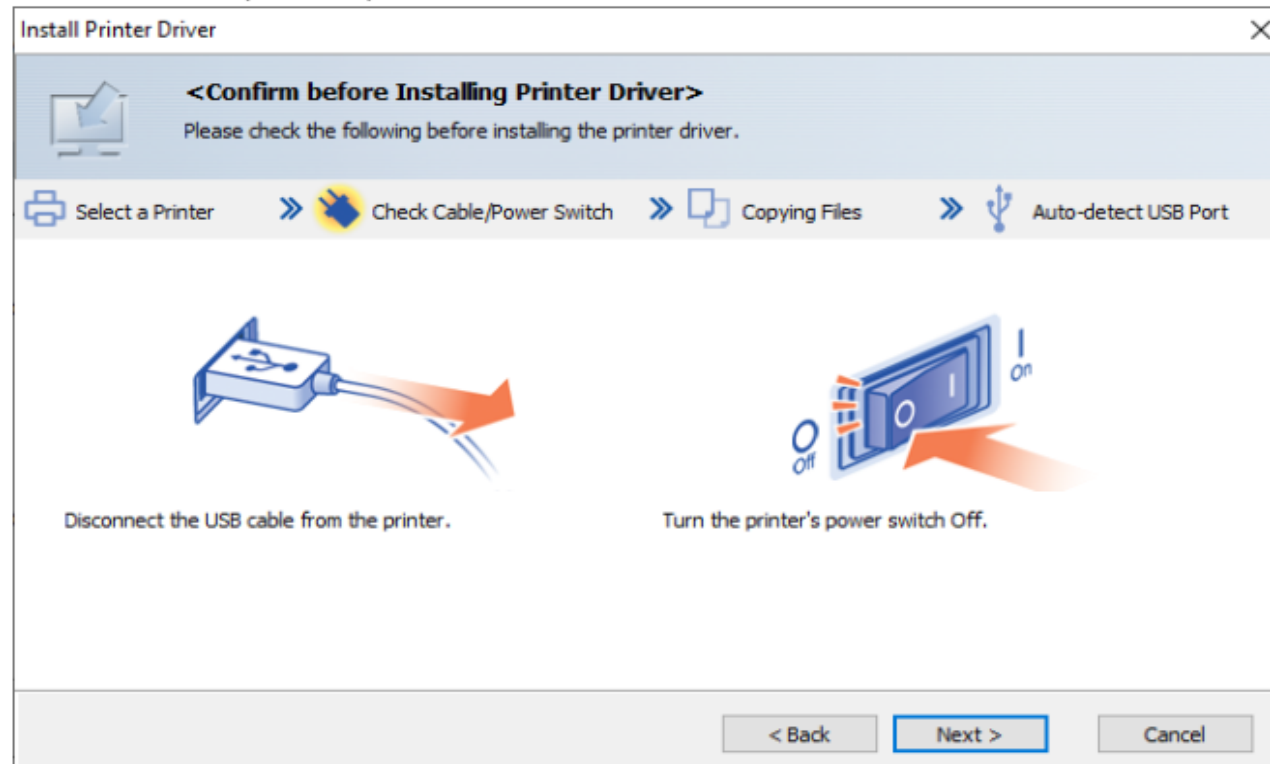 Install Printer Driver
<Confirm before Installing Printer Driver>
Please check the following before installing the printer driver.
Select a Printer » Check Cable/Power Switch » Copying Files » Auto-detect USB Port
On
Off
Disconnect the USB cable from the printer. Turn the printer's power switch Off.
< Back Next > Cancel